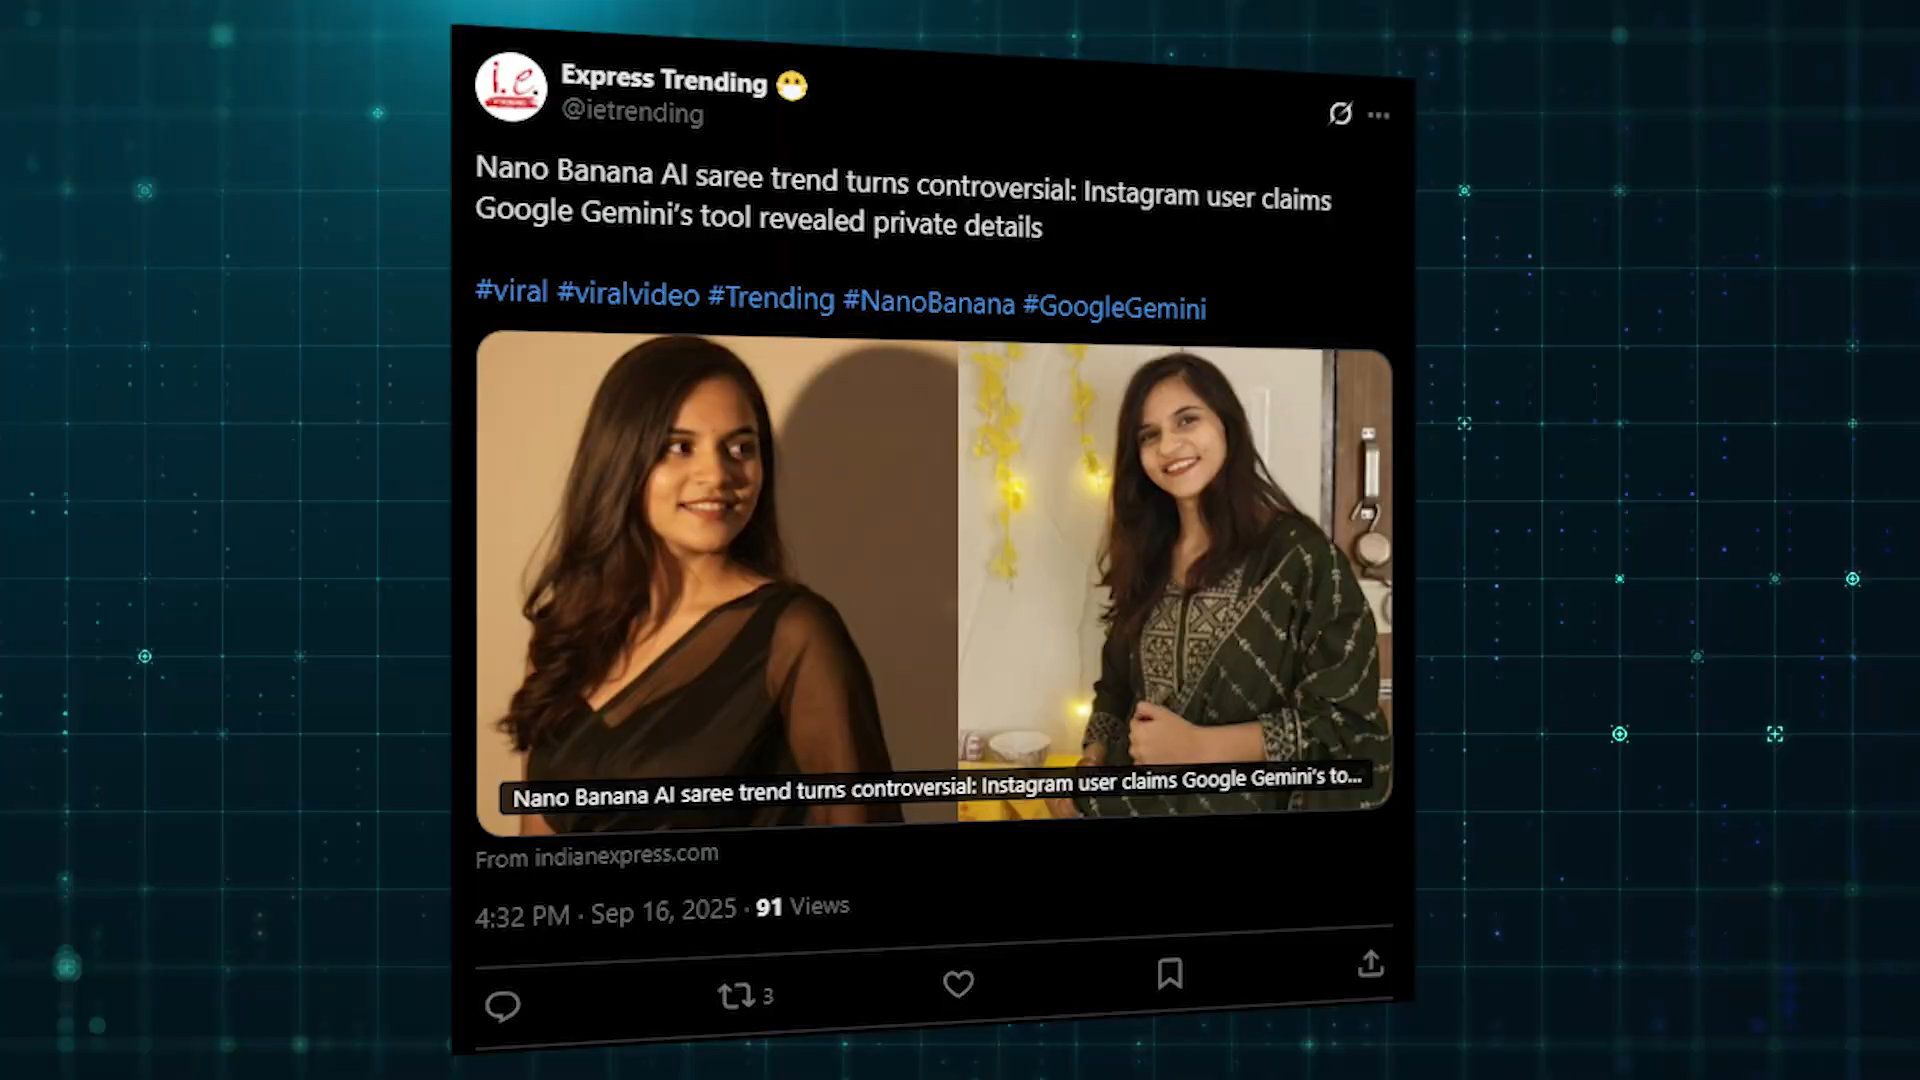 i.e.
Express Trending
@ietrending
Nano Banana AI saree trend turns controversial: Instagram user claims
Google Gemini’s tool revealed private details
#viral #viralvideo #Trending #NanoBanana #GoogleGemini
Nano Banana AI saree trend turns controversial: Instagram user claims Google Gemini’s to...
From indianexpress.com
4:32 PM · Sep 16, 2025 · 91 Views
3